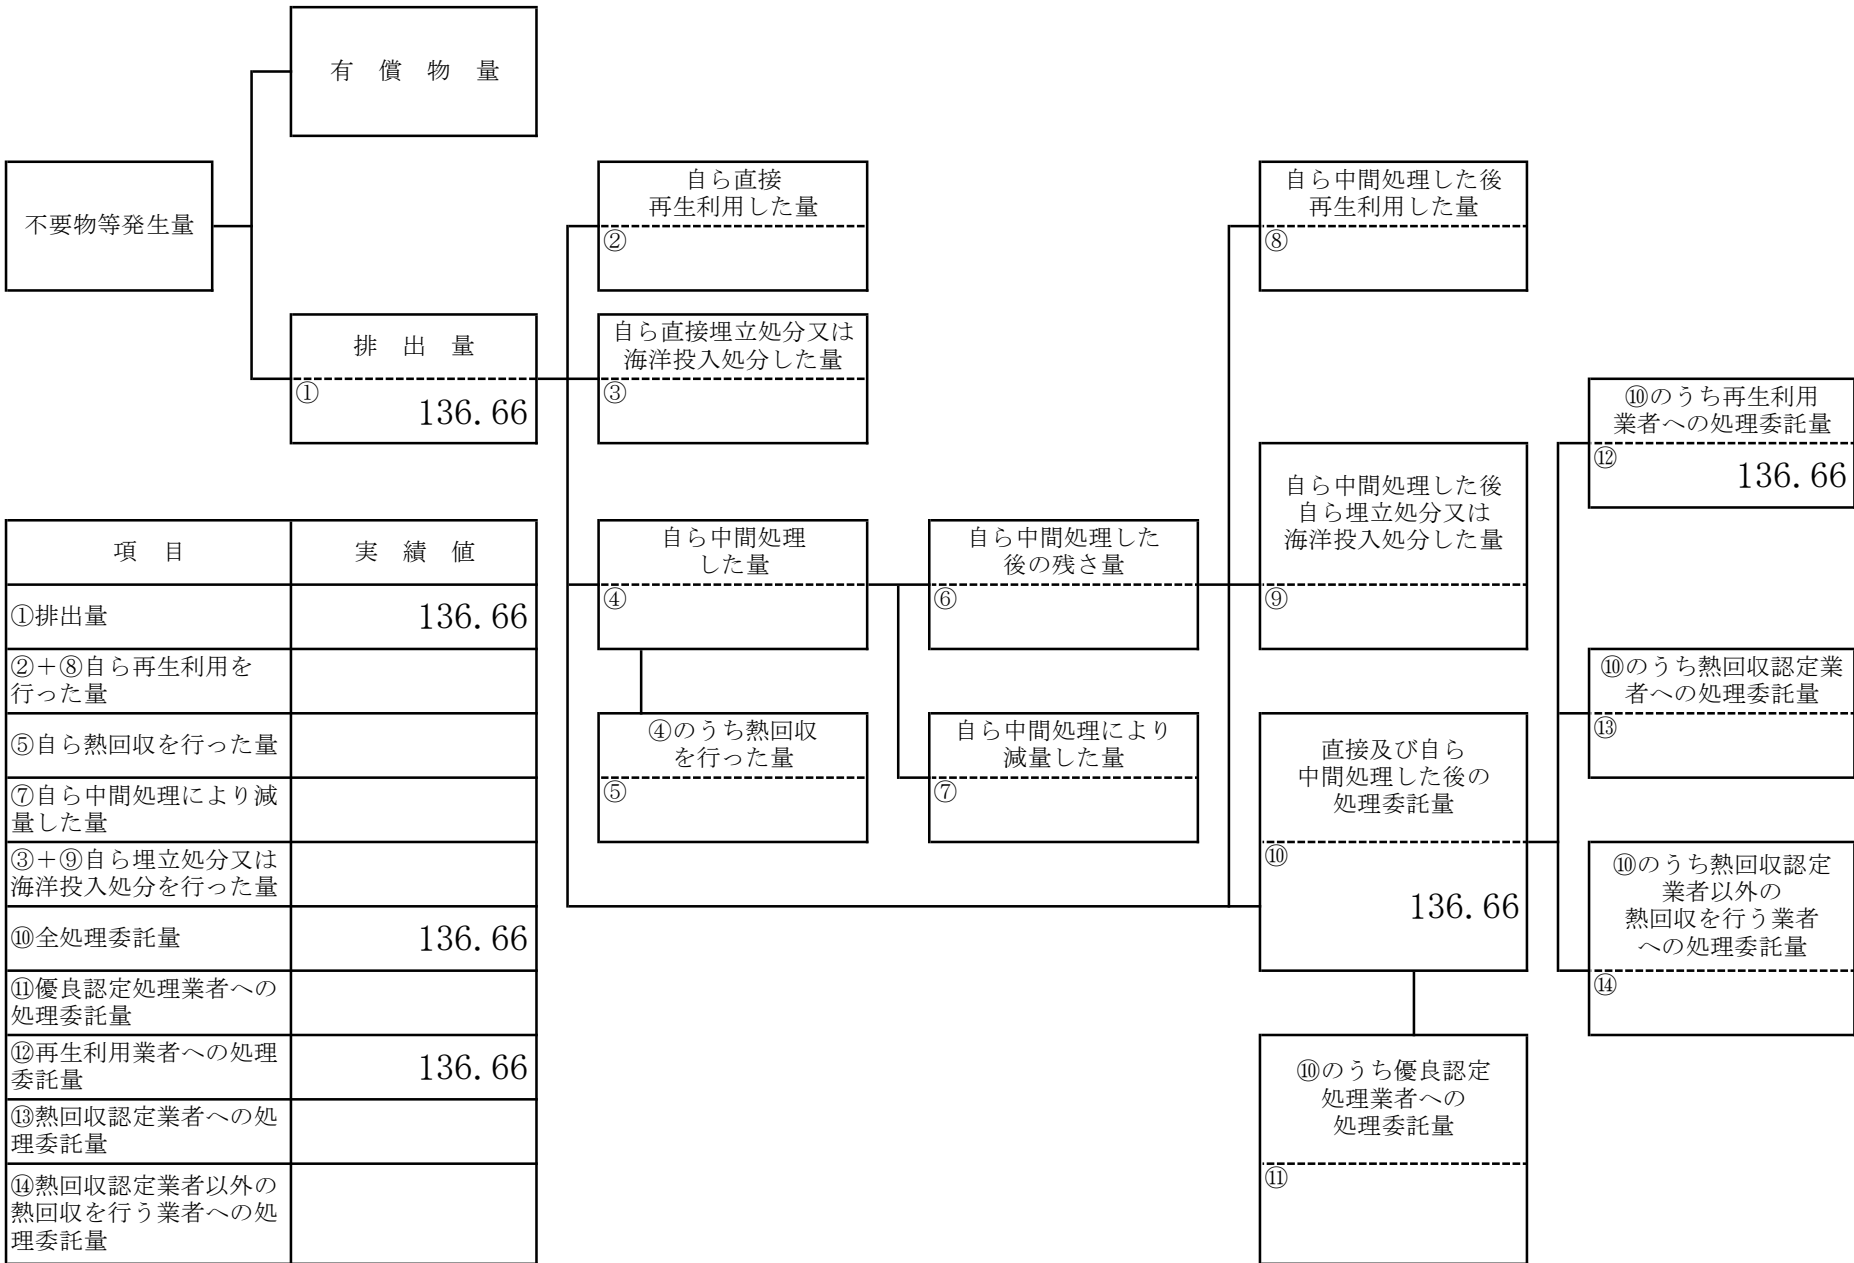 有 償 物 量
不要物等発生量
排 出 量
①
136.66
自ら直接
再生利用した量
②
自ら直接埋立処分又は
海洋投入処分した量
③
自ら中間処理
した量
④
④のうち熱回収
を行った量
⑤
自ら中間処理した
後の残さ量
⑥
自ら中間処理により
減量した量
⑦
自ら中間処理した後
再生利用した量
⑧
自ら中間処理した後
自ら埋立処分又は
海洋投入処分した量
⑨
直接及び自ら
中間処理した後の
処理委託量
⑩
136.66
⑩のうち優良認定
処理業者への
処理委託量
⑪
⑩のうち再生利用
業者への処理委託量
⑫
136.66
⑩のうち熱回収認定業
者への処理委託量
⑬
⑩のうち熱回収認定
業者以外の
熱回収を行う業者
への処理委託量
⑭
項 目 実 績 値
①排出量 136.66
②+⑧自ら再生利用を
行った量
⑤自ら熱回収を行った量
⑦自ら中間処理により減
量した量
③+⑨自ら埋立処分又は
海洋投入処分を行った量
⑩全処理委託量 136.66
⑪優良認定処理業者への
処理委託量
⑫再生利用業者への処理
委託量 136.66
⑬熱回収認定業者への処
理委託量
⑭熱回収認定業者以外の
熱回収を行う業者への処
理委託量